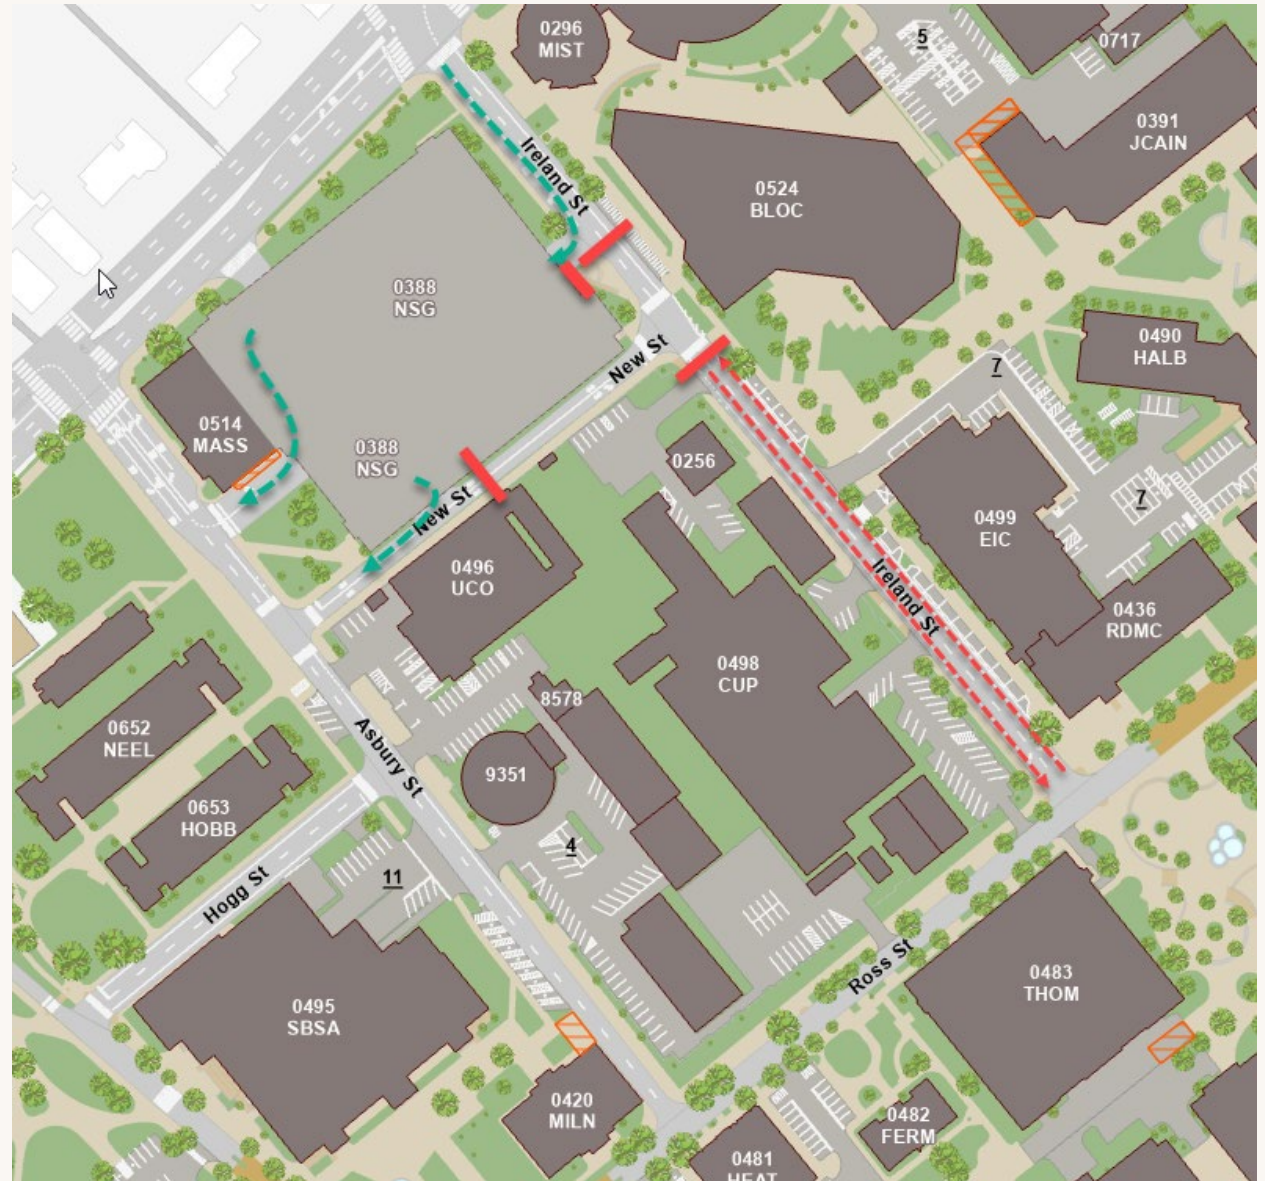 0296
MIST
5
0717
0391
JCAIN
Ireland St
0524
BLOC
0388
NSG
0490
HALB
New St
7
0514
MASS
0388
NSG
0256
7
New St
0499
EIC
0496
UCO
Ireland St
0436
RDMC
0498
CUP
8578
0652
NEEL
Asbury St
9351
0653
HOBB
4
11
Hogg St
Ross St
0483
THOM
0495
SBSA
0420
MILN
0482
FERM
0481
HEAT